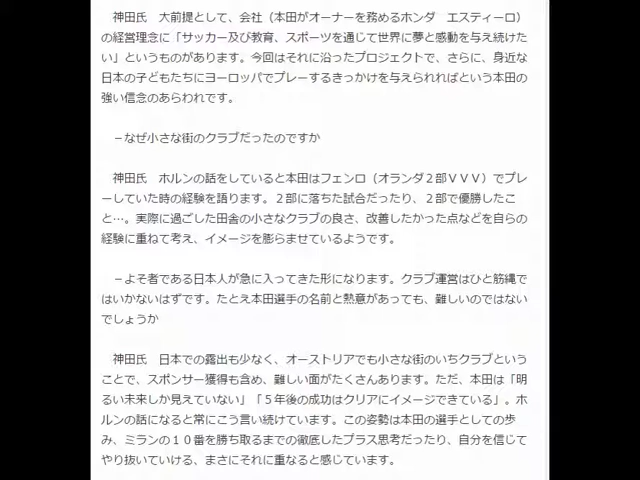 神田氏　大前提として、会社（本田がオーナーを務めるホンダ　エスティーロ）
の経営理念に「サッカー及び教育、スポーツを通じて世界に夢と感動を与え続けた
い」というものがあります。今回はそれに沿ったプロジェクトで、さらに、身近な
日本の子どもたちにヨーロッパでプレーするきっかけを与えられればという本田の
強い信念のあらわれです。
－なぜ小さな街のクラブだったのですか
神田氏　ホルンの話をしていると本田はフェンロ（オランダ２部ＶＶＶ）でプレ
ーしていた時の経験を語ります。２部に落ちた試合だったり、２部で優勝したこ
と…。実際に過ごした田舎の小さなクラブの良さ、改善したかった点などを自らの
経験に重ねて考え、イメージを膨らませているようです。
－よそ者である日本人が急に入ってきた形になります。クラブ運営はひと筋縄で
はいかないはずです。たとえ本田選手の名前と熱意があっても、難しいのではない
でしょうか
神田氏　日本での露出も少なく、オーストリアでも小さな街のいちクラブという
ことで、スポンサー獲得も含め、難しい面がたくさんあります。ただ、本田は「明
るい未来しか見えていない」「５年後の成功はクリアにイメージできている」。ホ
ルンの話になると常にこう言い続けています。この姿勢は本田の選手としての歩
み、ミランの１０番を勝ち取るまでの徹底したプラス思考だったり、自分を信じて
やり抜いていける、まさにそれに重なると感じています。